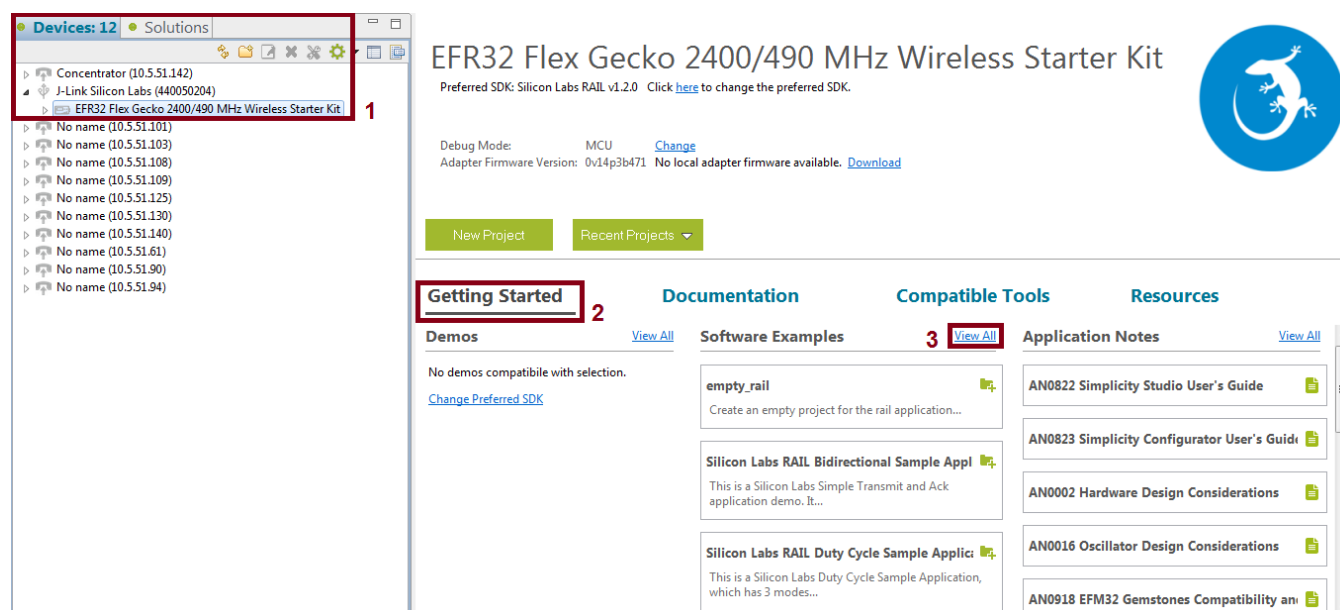 Devices: 12
Solutions
Concentrator (10.5.51.142)
J-Link Silicon Labs (440050204)
EFR32 Flex Gecko 2400/490 MHz Wireless Starter Kit
1
No name (10.5.51.101)
No name (10.5.51.103)
No name (10.5.51.108)
No name (10.5.51.109)
No name (10.5.51.125)
No name (10.5.51.130)
No name (10.5.51.140)
No name (10.5.51.61)
No name (10.5.51.90)
No name (10.5.51.94)
EFR32 Flex Gecko 2400/490 MHz Wireless Starter Kit
Preferred SDK: Silicon Labs RAIL v1.2.0 Click here to change the preferred SDK.
Debug Mode: MCU Change
Adapter Firmware Version: 0v14p3b471 No local adapter firmware available. Download
New Project
Recent Projects
Getting Started
2
Documentation
Compatible Tools
Resources
Demos
View All
No demos compatibile with selection.
Change Preferred SDK
Software Examples
3
View All
empty_rail
Create an empty project for the rail application...
Silicon Labs RAIL Bidirectional Sample Appl
This is a Silicon Labs Simple Transmit and Ack
application demo. It...
Silicon Labs RAIL Duty Cycle Sample Applic
This is a Silicon Labs Duty Cycle Sample Application,
which has 3 modes...
Application Notes
View All
AN0822 Simplicity Studio User's Guide
AN0823 Simplicity Configurator User's Guid
AN0002 Hardware Design Considerations
AN0016 Oscillator Design Considerations
AN0918 EFM32 Gemstones Compatibility an